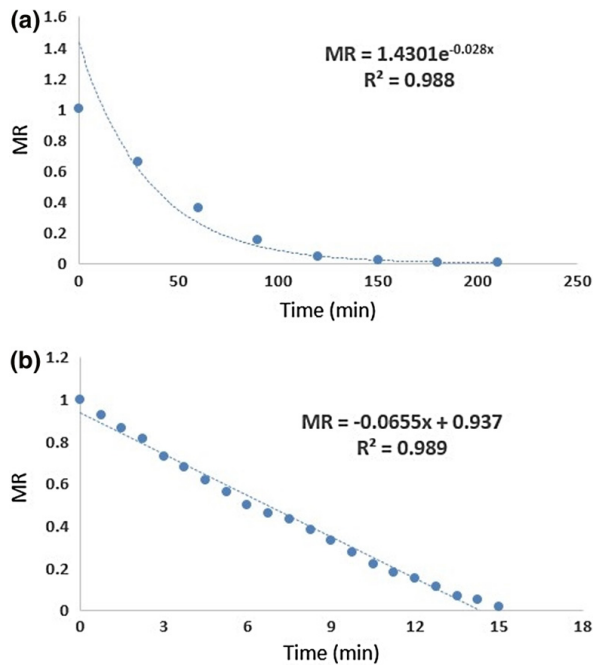 (a)
1.6
1.4
1.2
1
0.8
0.6
0.4
0.2
0
MR
MR = 1.4301e^-0.028x
R² = 0.988
0 50 100 150 200 250
Time (min)
(b)
1.2
1
0.8
0.6
0.4
0.2
0
MR
MR = -0.0655x + 0.937
R² = 0.989
0 3 6 9 12 15 18
Time (min)